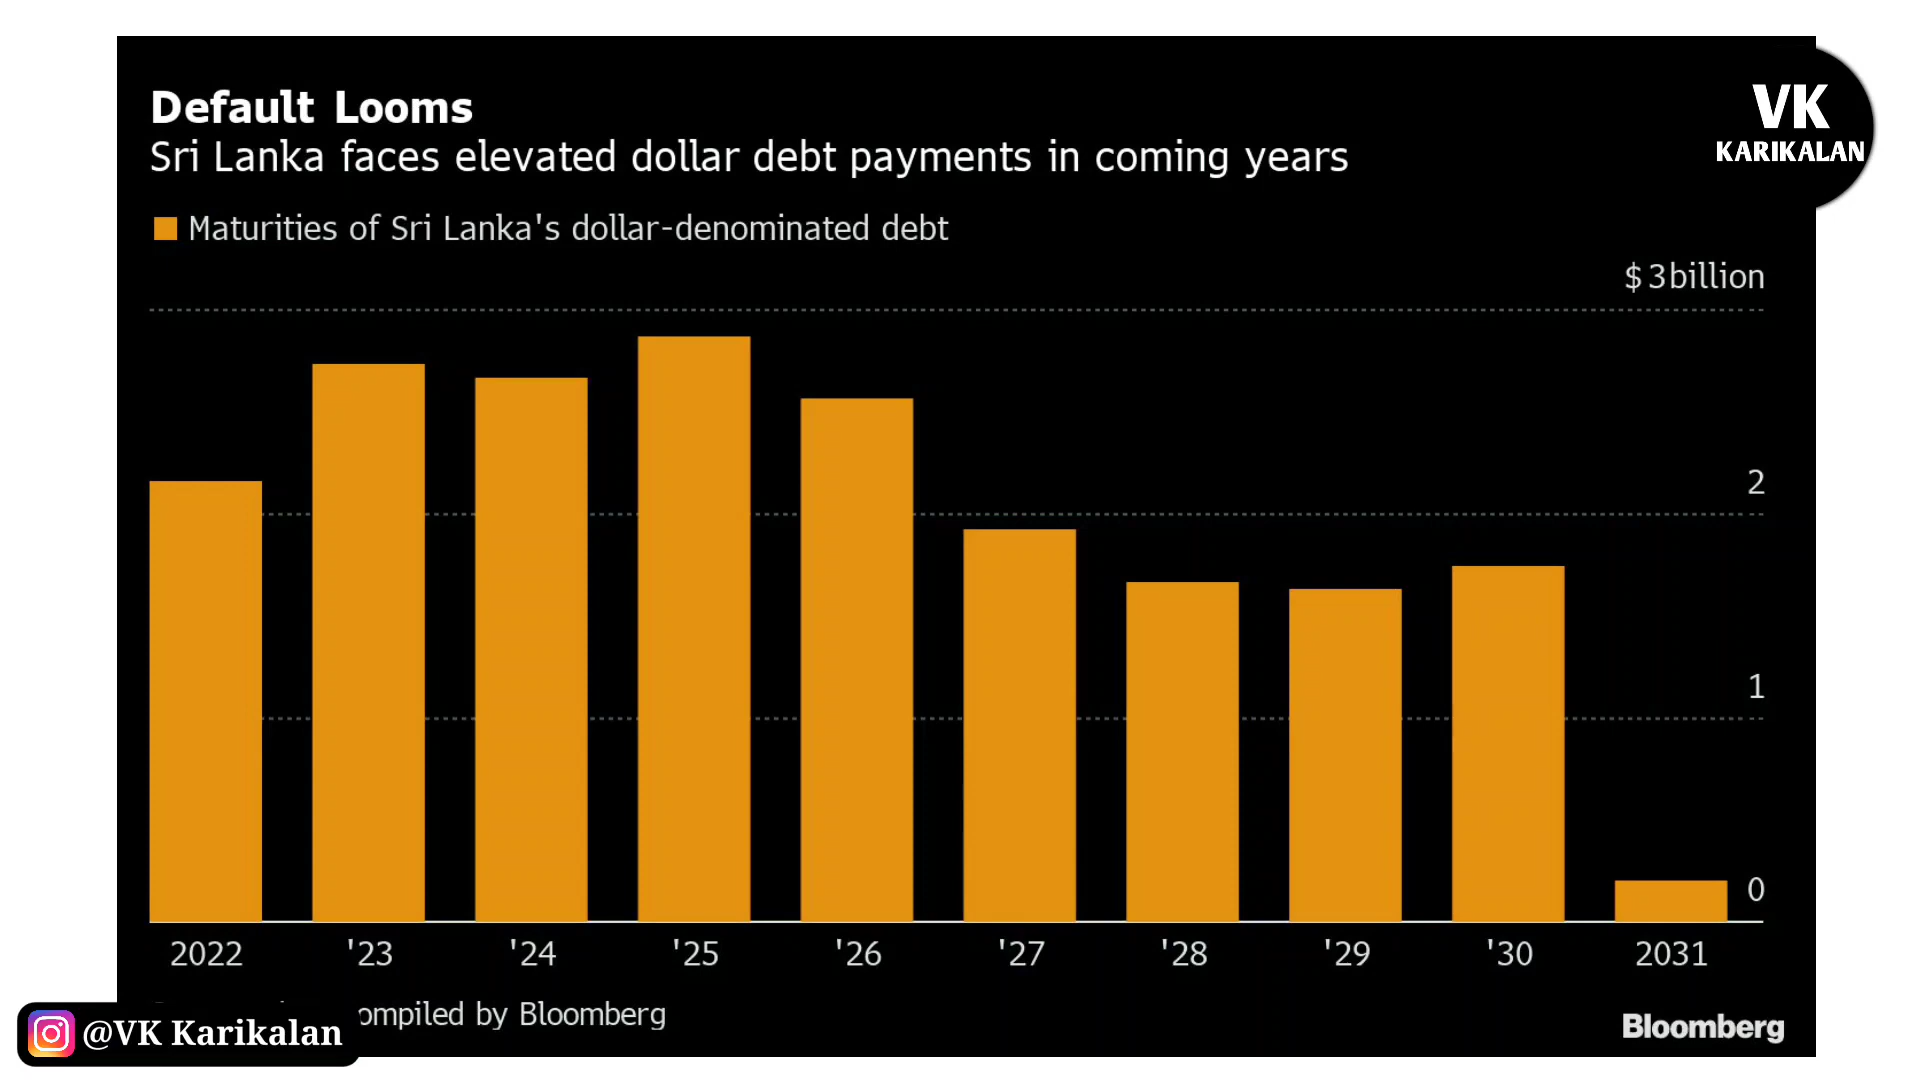 Default Looms
Sri Lanka faces elevated dollar debt payments in coming years
Maturities of Sri Lanka's dollar-denominated debt
VK
KARIKALAN
$3billion
2
1
0
2022 '23 '24 '25 '26 '27 '28 '29 '30 2031
ompiled by Bloomberg
@VK Karikalan
Bloomberg